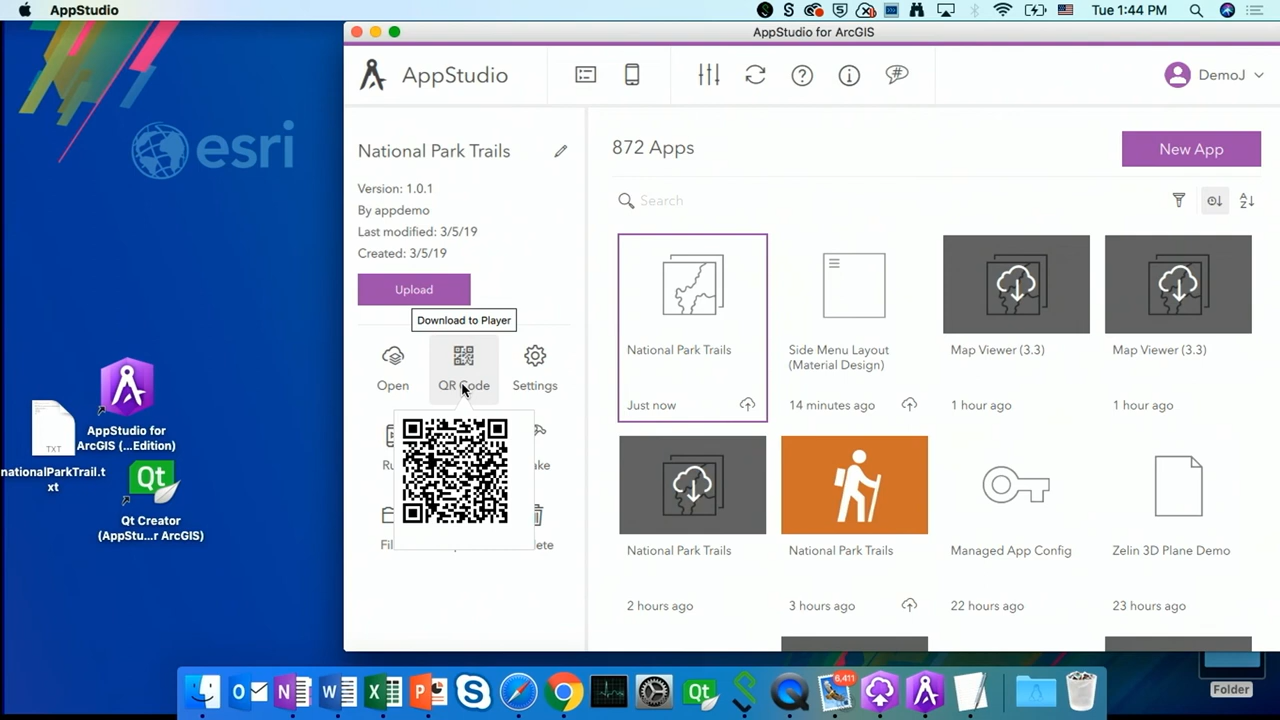 AppStudio
Tue 1:44 PM
AppStudio for ArcGIS
AppStudio
DemoJ
esri
National Park Trails
Version: 1.0.1
By appdemo
Last modified: 3/5/19
Created: 3/5/19
Upload
Download to Player
Open
QR Code
Settings
872 Apps
New App
Search
National Park Trails
Just now
Side Menu Layout
(Material Design)
14 minutes ago
Map Viewer (3.3)
1 hour ago
Map Viewer (3.3)
1 hour ago
National Park Trails
2 hours ago
National Park Trails
3 hours ago
Managed App Config
22 hours ago
Zelin 3D Plane Demo
23 hours ago
AppStudio for
ArcGIS (...Edition)
TXT
nationalParkTrail.t
xt
Qt
Qt Creator
(AppStu...r ArcGIS)
6,411
Qt
Folder